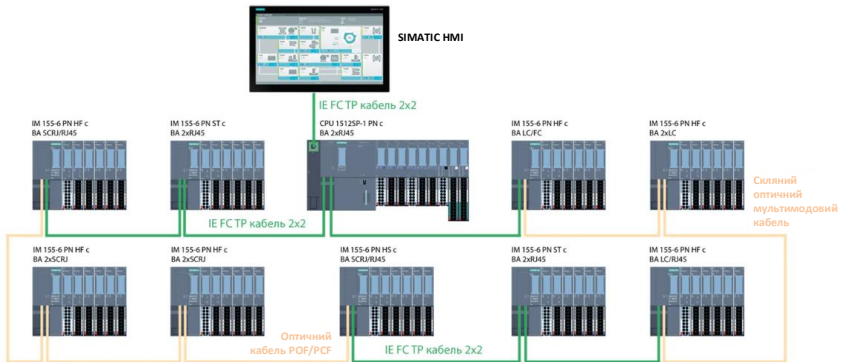 SIMATIC HMI
IE FC TP кабель 2x2
IM 155-6 PN HF с
BA SCRJ/RJ45
IM 155-6 PN ST с
BA 2xRJ45
CPU 1512SP-1 PN с
BA 2xRJ45
IM 155-6 PN HF с
BA LC/FC
IM 155-6 PN HF с
BA 2xLC
Скляний
оптичний
мультимодовий
кабель
IE FC TP кабель 2x2
IM 155-6 PN HF с
BA 2xSCRJ
IM 155-6 PN HF с
BA 2xSCRJ
IM 155-6 PN HS с
BA SCRJ/RJ45
IM 155-6 PN ST с
BA 2xRJ45
IM 155-6 PN HF с
BA LC/RJ45
Оптичний
кабель POF/PCF
IE FC TP кабель 2x2